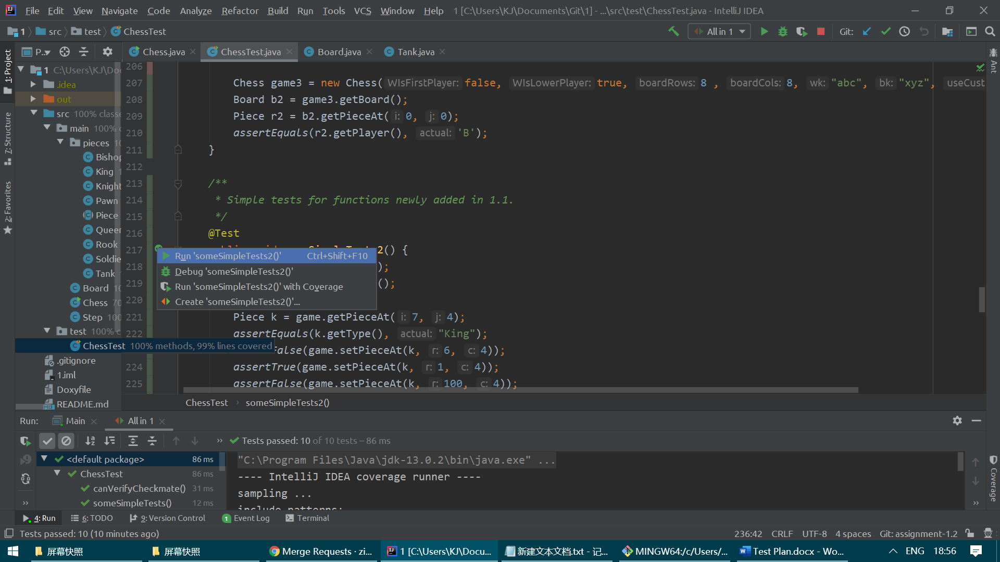 File Edit View Navigate Code Analyze Refactor Build Run Tools VCS Window Help 1 [C:\Users\KJ\Documents\Git\1] - ...\src\test\ChessTest.java - IntelliJ IDEA
1 src test ChessTest All in 1 Git:
P.. Chess.java ChessTest.java Board.java Tank.java
1: Project
7: Structure
2: Favorites
1 C:\Users\KJ\Doc
.idea
out
src 100% classe
main 100% c
pieces 10
Bishop
King 1
Knight
Pawn
Piece
Queen
Rook
Soldie
Tank
Board 10
Chess 70
Step 100
test 100% c
ChessTest 100% methods, 99% lines covered
.gitignore
1.iml
Doxyfile
README.md
206
207 Chess game3 = new Chess( WIsFirstPlayer: false, WIsLowerPlayer: true, boardRows: 8 , boardCols: 8, wk: "abc", bk: "xyz", useCust
208 Board b2 = game3.getBoard();
209 Piece r2 = b2.getPieceAt( i: 0, j: 0);
210 assertEquals(r2.getPlayer(), actual: 'B');
211 }
212
213 /**
214 * Simple tests for functions newly added in 1.1.
215 */
216 @Test
217 2() {
218 );
219 ();
220
221 Piece k = game.getPieceAt( i: 7, j: 4);
222 assertEquals(k.getType(), actual: "King");
False(game.setPieceAt(k, r: 6, c: 4));
224 assertTrue(game.setPieceAt(k, r: 1, c: 4));
225 assertFalse(game.setPieceAt(k, r: 100, c: 4));
Run 'someSimpleTests2()' Ctrl+Shift+F10
Debug 'someSimpleTests2()'
Run 'someSimpleTests2()' with Coverage
Create 'someSimpleTests2()'...
ChessTest › someSimpleTests2()
Ant
Coverage
Run: Main All in 1
» Tests passed: 10 of 10 tests – 86 ms
<default package> 86 ms
ChessTest 86 ms
canVerifyCheckmate() 31 ms
someSimpleTests() 12 ms
"C:\Program Files\Java\jdk-13.0.2\bin\java.exe" ...
---- IntelliJ IDEA coverage runner ----
sampling ...
include patterns:
4: Run 6: TODO 9: Version Control 1 Event Log Terminal
Tests passed: 10 (10 minutes ago) 236:42 CRLF UTF-8 4 spaces Git: assignment-1.2
屏幕快照 屏幕快照 Merge Requests · zi... 1 [C:\Users\KJ\Docu... 新建文本文档.txt - 记... MINGW64:/c/Users/... Test Plan.docx - Wo... ENG 18:56